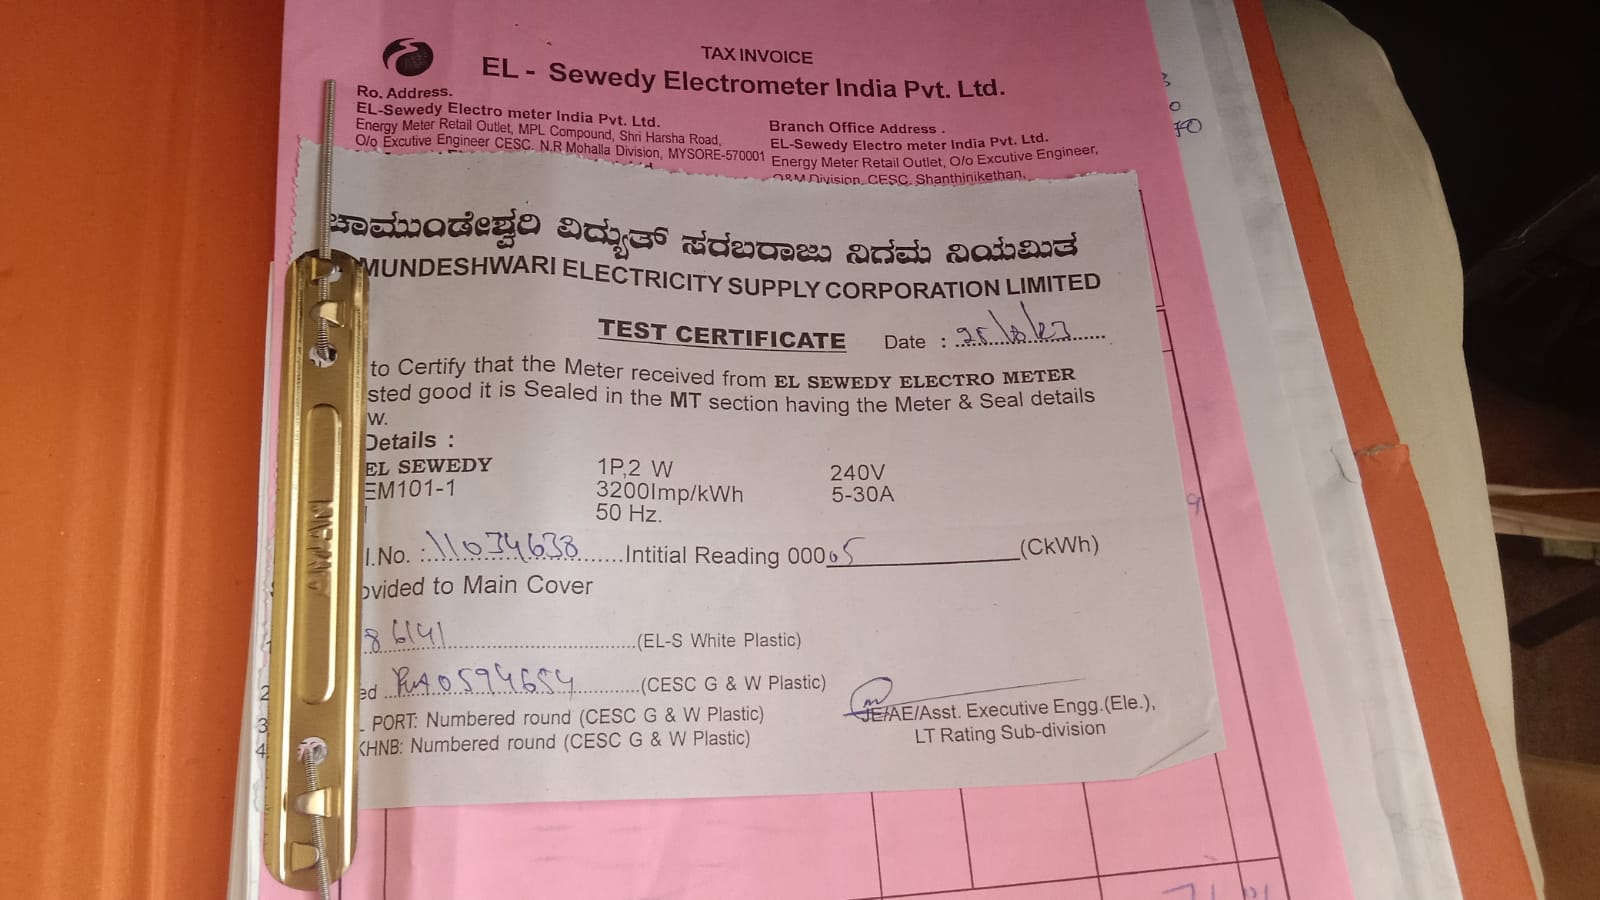 TAX INVOICE
EL - Sewedy Electrometer India Pvt. Ltd.
Ro. Address.
EL-Sewedy Electro meter India Pvt. Ltd.
Energy Meter Retail Outlet, MPL Compound, Shri Harsha Road,
O/o Excutive Engineer CESC. N.R Mohalla Division, MYSORE-570001
Branch Office Address .
EL-Sewedy Electro meter India Pvt. Ltd.
Energy Meter Retail Outlet, O/o Excutive Engineer,
O&M Division, CESC, Shanthinikethan,
ಚಾಮುಂಡೇಶ್ವರಿ ವಿದ್ಯುತ್ ಸರಬರಾಜು ನಿಗಮ ನಿಯಮಿತ
MUNDESHWARI ELECTRICITY SUPPLY CORPORATION LIMITED
TEST CERTIFICATE Date :
to Certify that the Meter received from EL SEWEDY ELECTRO METER
sted good it is Sealed in the MT section having the Meter & Seal details
w.
Details :
EL SEWEDY 1P,2 W 240V
EM101-1 3200Imp/kWh 5-30A
50 Hz.
l.No. : 11034638 Intitial Reading 00005 (CkWh)
ovided to Main Cover
86141 (EL-S White Plastic)
ed (CESC G & W Plastic)
2
3. PORT: Numbered round (CESC G & W Plastic)
4. KHNB: Numbered round (CESC G & W Plastic)
JE/AE/Asst. Executive Engg.(Ele.),
LT Rating Sub-division
AWAM